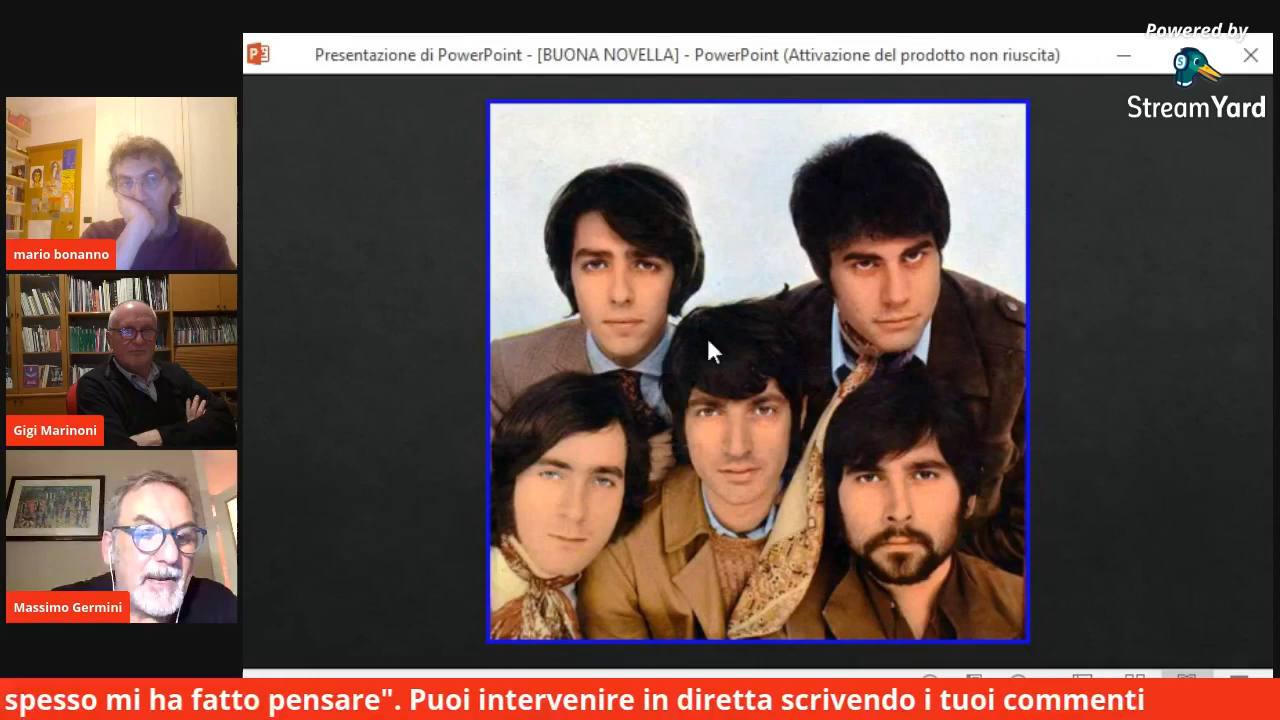 Powered by
StreamYard
Presentazione di PowerPoint - [BUONA NOVELLA] - PowerPoint (Attivazione del prodotto non riuscita)
mario bonanno
Gigi Marinoni
Massimo Germini
spesso mi ha fatto pensare". Puoi intervenire in diretta scrivendo i tuoi commenti